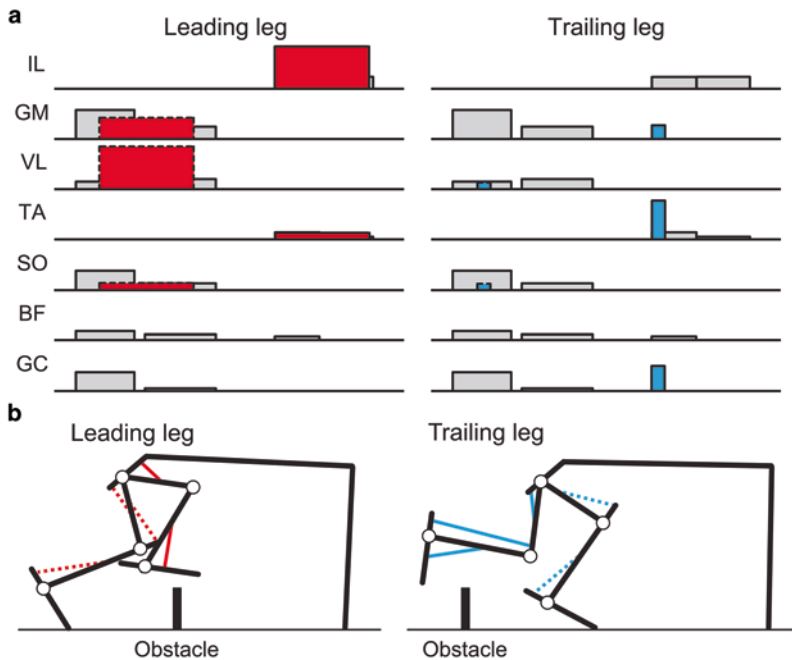 a
Leading leg Trailing leg
IL
GM
VL
TA
SO
BF
GC
b
Leading leg Trailing leg
Obstacle Obstacle